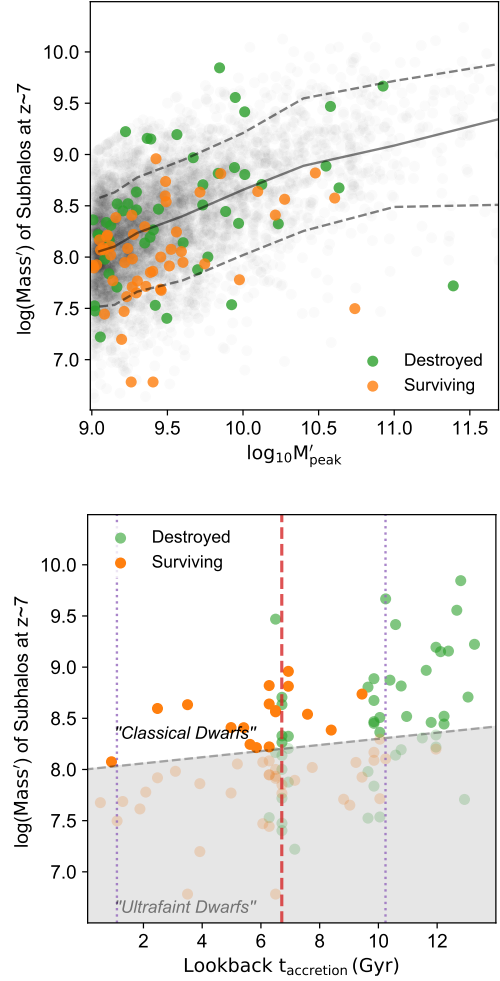 log(Mass′) of Subhalos at z~7
10.0
9.5
9.0
8.5
8.0
7.5
7.0
Destroyed
Surviving
9.0 9.5 10.0 10.5 11.0 11.5
log₁₀M′peak
log(Mass′) of Subhalos at z~7
10.0
9.5
9.0
8.5
8.0
7.5
7.0
Destroyed
Surviving
"Classical Dwarfs"
"Ultrafaint Dwarfs"
2 4 6 8 10 12
Lookback taccretion (Gyr)